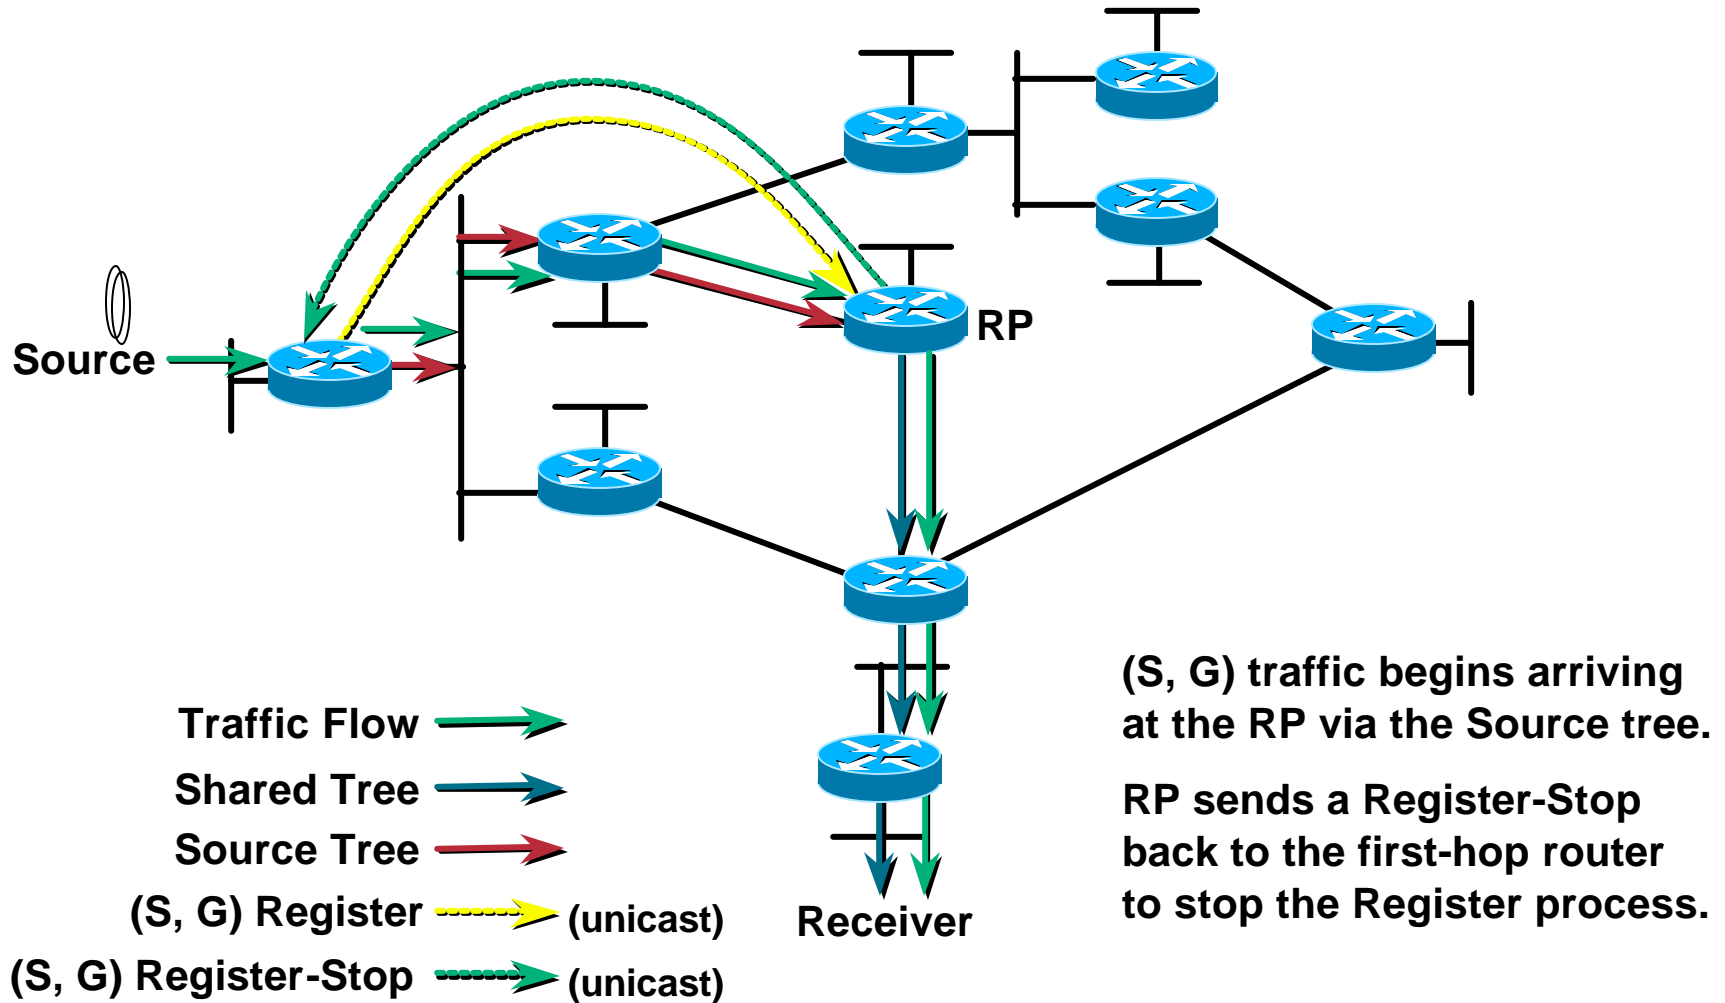 Source
RP
Traffic Flow
Shared Tree
Source Tree
(S, G) Register
(unicast)
(S, G) Register-Stop
(unicast)
Receiver
(S, G) traffic begins arriving
at the RP via the Source tree.
RP sends a Register-Stop
back to the first-hop router
to stop the Register process.